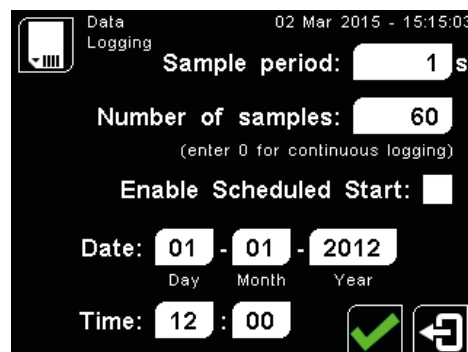 Data Logging
02 Mar 2015 - 15:15:03
Sample period: 1 s
Number of samples: 60
(enter 0 for continuous logging)
Enable Scheduled Start:
Date: 01 - 01 - 2012
Day Month Year
Time: 12 : 00